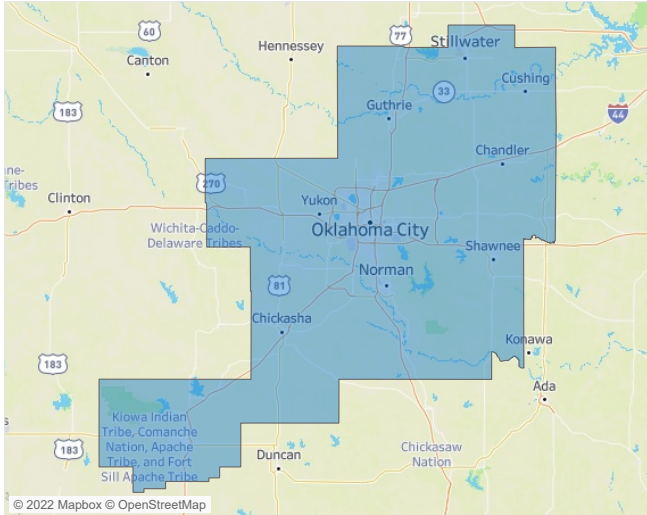 60
77
Stillwater
Hennessey
Canton
Cushing
33
183
Guthrie
44
Chandler
ne-
Tribes
270
Clinton
Yukon
Wichita-Caddo-
Delaware Tribes
Oklahoma City
Shawnee
Norman
81
Chickasha
Konawa
183
Ada
Kiowa Indian
Tribe, Comanche
Nation, Apache
Tribe, and Fort
Sill Apache Tribe
s
183
Duncan
Chickasaw
Nation
© 2022 Mapbox © OpenStreetMap